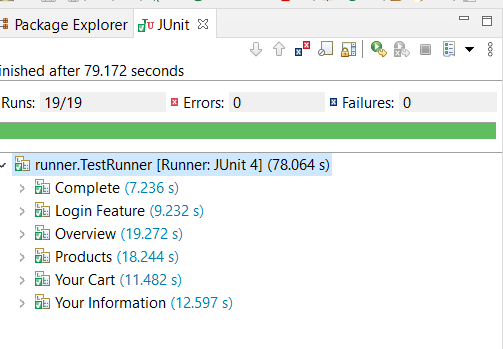 Package Explorer JUnit
inished after 79.172 seconds
Runs: 19/19 Errors: 0 Failures: 0
runner.TestRunner [Runner: JUnit 4] (78.064 s)
Complete (7.236 s)
Login Feature (9.232 s)
Overview (19.272 s)
Products (18.244 s)
Your Cart (11.482 s)
Your Information (12.597 s)